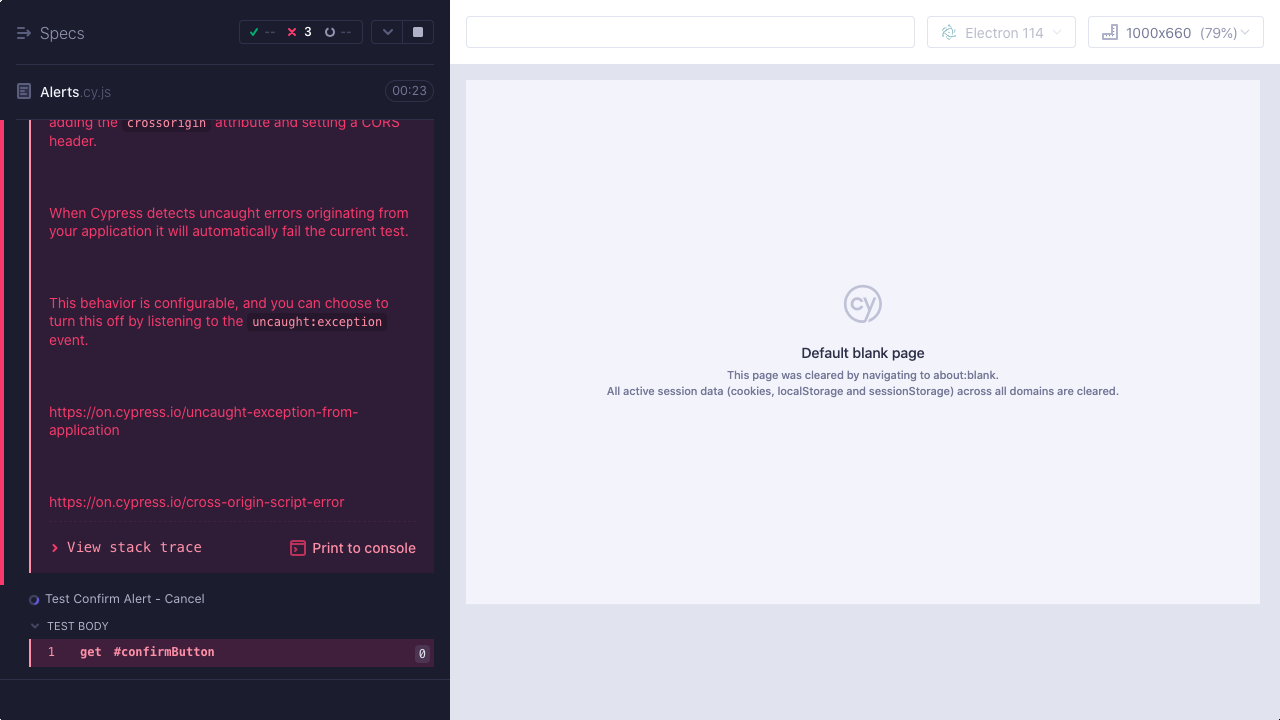 Specs
--
3
--
Electron 114
1000x660 (79%)
Alerts.cy.js
00:23
adding the crossorigin attribute and setting a CORS
header.
When Cypress detects uncaught errors originating from
your application it will automatically fail the current test.
This behavior is configurable, and you can choose to
turn this off by listening to the uncaught:exception
event.
https://on.cypress.io/uncaught-exception-from-
application
https://on.cypress.io/cross-origin-script-error
View stack trace
Print to console
Test Confirm Alert - Cancel
TEST BODY
1 get #confirmButton 0
cy
Default blank page
This page was cleared by navigating to about:blank.
All active session data (cookies, localStorage and sessionStorage) across all domains are cleared.